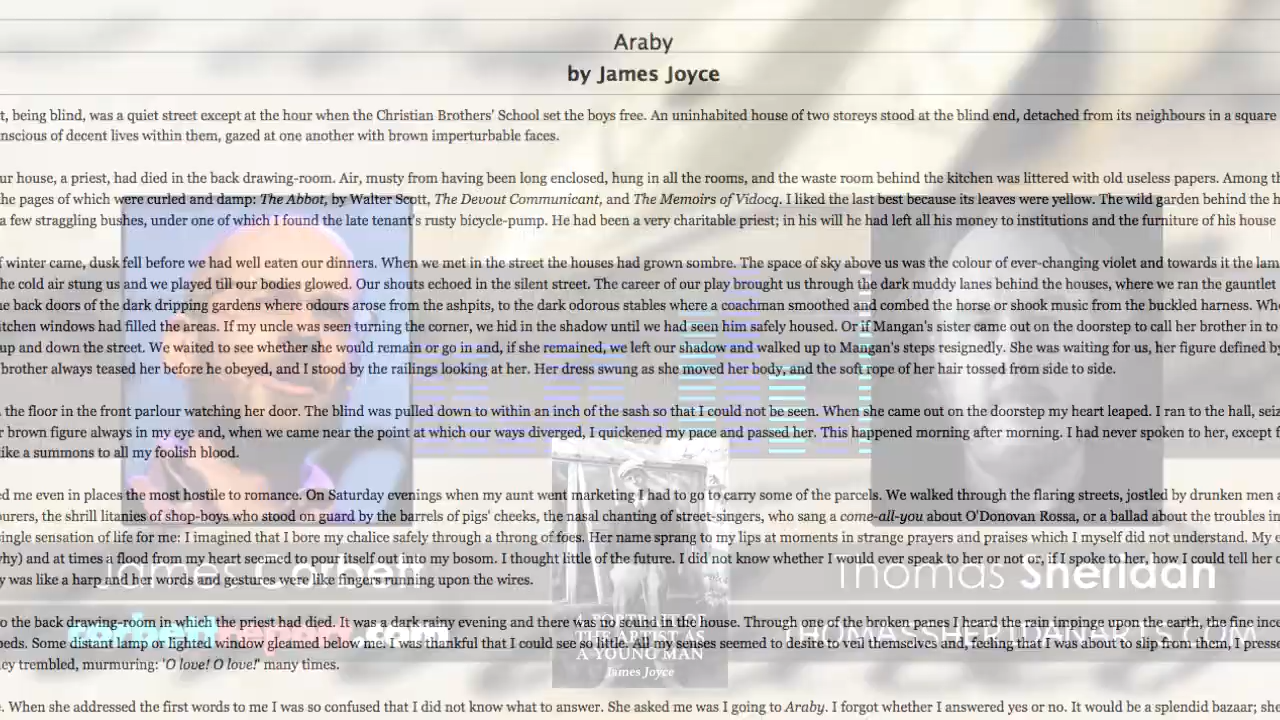 Araby
by James Joyce
t, being blind, was a quiet street except at the hour when the Christian Brothers' School set the boys free. An uninhabited house of two storeys stood at the blind end, detached from its neighbours in a square
nscious of decent lives within them, gazed at one another with brown imperturbable faces.
ur house, a priest, had died in the back drawing-room. Air, musty from having been long enclosed, hung in all the rooms, and the waste room behind the kitchen was littered with old useless papers. Among th
the pages of which were curled and damp: The Abbot, by Walter Scott, The Devout Communicant, and The Memoirs of Vidocq. I liked the last best because its leaves were yellow. The wild garden behind the h
a few straggling bushes, under one of which I found the late tenant's rusty bicycle-pump. He had been a very charitable priest; in his will he had left all his money to institutions and the furniture of his house
f winter came, dusk fell before we had well eaten our dinners. When we met in the street the houses had grown sombre. The space of sky above us was the colour of ever-changing violet and towards it the lam
he cold air stung us and we played till our bodies glowed. Our shouts echoed in the silent street. The career of our play brought us through the dark muddy lanes behind the houses, where we ran the gauntlet
he back doors of the dark dripping gardens where odours arose from the ashpits, to the dark odorous stables where a coachman smoothed and combed the horse or shook music from the buckled harness. Wh
itchen windows had filled the areas. If my uncle was seen turning the corner, we hid in the shadow until we had seen him safely housed. Or if Mangan's sister came out on the doorstep to call her brother in to
up and down the street. We waited to see whether she would remain or go in and, if she remained, we left our shadow and walked up to Mangan's steps resignedly. She was waiting for us, her figure defined by
brother always teased her before he obeyed, and I stood by the railings looking at her. Her dress swung as she moved her body, and the soft rope of her hair tossed from side to side.
the floor in the front parlour watching her door. The blind was pulled down to within an inch of the sash so that I could not be seen. When she came out on the doorstep my heart leaped. I ran to the hall, sei
r brown figure always in my eye and, when we came near the point at which our ways diverged, I quickened my pace and passed her. This happened morning after morning. I had never spoken to her, except f
like a summons to all my foolish blood.
ed me even in places the most hostile to romance. On Saturday evenings when my aunt went marketing I had to go to carry some of the parcels. We walked through the flaring streets, jostled by drunken men a
ourers, the shrill litanies of shop-boys who stood on guard by the barrels of pigs' cheeks, the nasal chanting of street-singers, who sang a come-all-you about O'Donovan Rossa, or a ballad about the troubles in
single sensation of life for me: I imagined that I bore my chalice safely through a throng of foes. Her name sprang to my lips at moments in strange prayers and praises which I myself did not understand. My e
why) and at times a flood from my heart seemed to pour itself out into my bosom. I thought little of the future. I did not know whether I would ever speak to her or not or, if I spoke to her, how I could tell her o
y was like a harp and her words and gestures were like fingers running upon the wires.
James Corbett
Thomas Sheridan
o the back drawing-room in which the priest had died. It was a dark rainy evening and there was no sound in the house. Through one of the broken panes I heard the rain impinge upon the earth, the fine ince
beds. Some distant lamp or lighted window gleamed below me. I was thankful that I could see so little. All my senses seemed to desire to veil themselves and, feeling that I was about to slip from them, I presse
ey trembled, murmuring: 'O love! O love!' many times.
corbettreport.com
THOMASSHERIDANARTS.COM
A PORTRAIT OF
THE ARTIST AS
A YOUNG MAN
James Joyce
e. When she addressed the first words to me I was so confused that I did not know what to answer. She asked me was I going to Araby. I forgot whether I answered yes or no. It would be a splendid bazaar; she